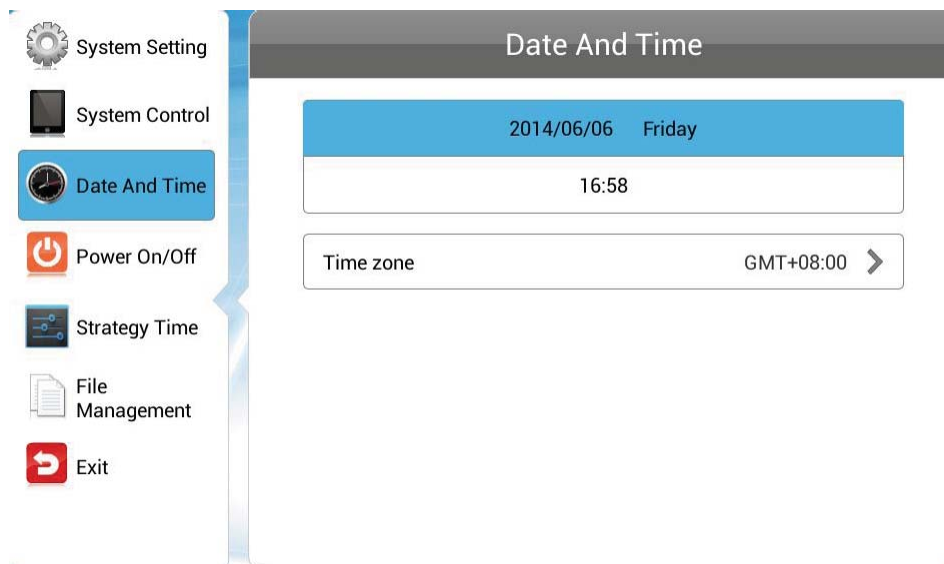 System Setting
System Control
Date And Time
Power On/Off
Strategy Time
File
Management
Exit
Date And Time
2014/06/06 Friday
16:58
Time zone GMT+08:00